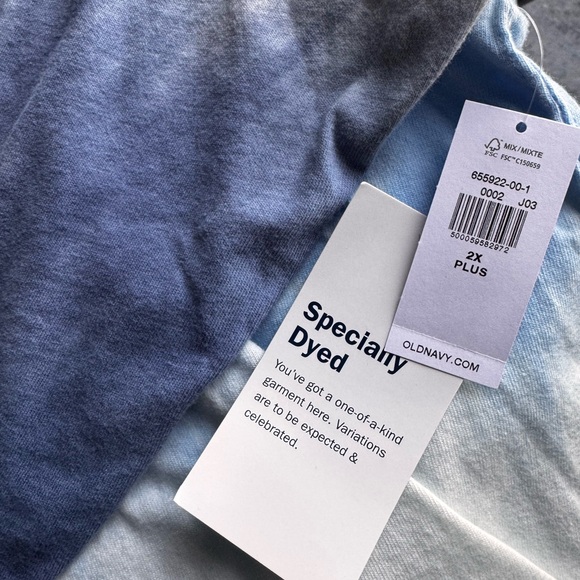 MIX/MIXTE
FSC FSC™ C150659
655922-00-1
0002 J03
500059582972
2X
PLUS
OLDNAVY.COM
Specially
Dyed
You've got a one-of-a-kind
garment here. Variations
are to be expected &
celebrated.